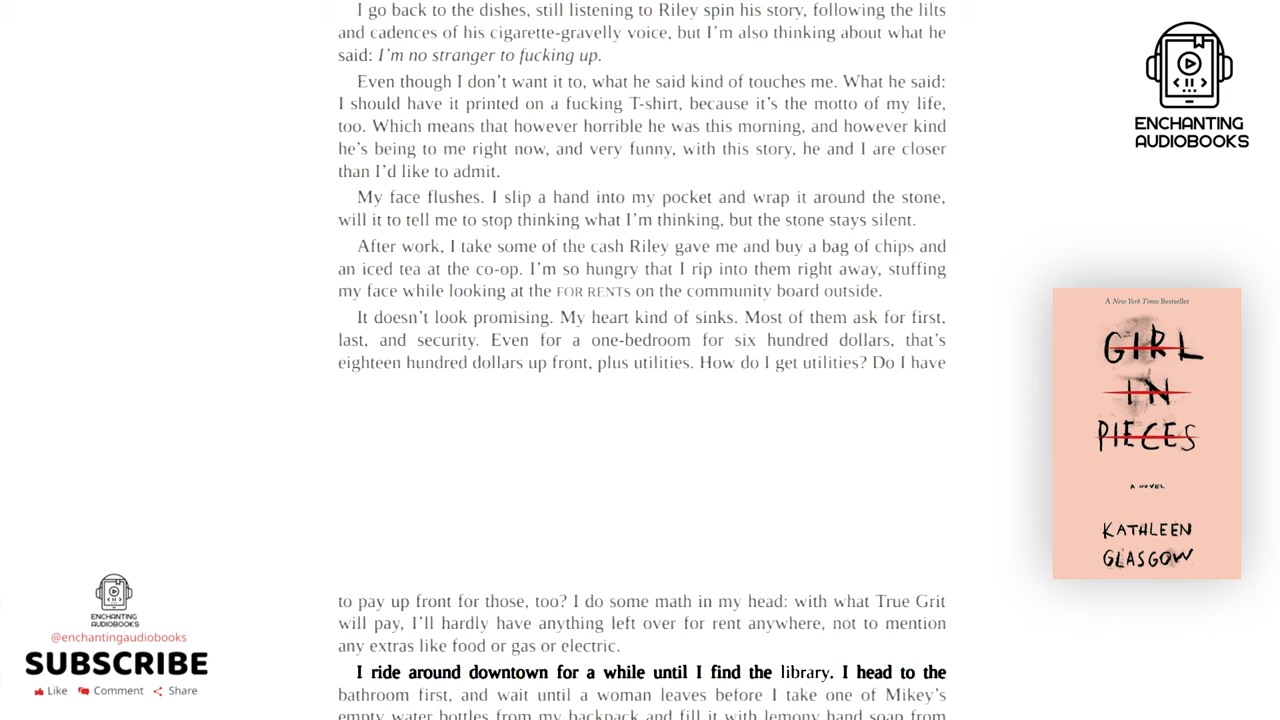 I go back to the dishes, still listening to Riley spin his story, following the lilts
and cadences of his cigarette-gravelly voice, but I'm also thinking about what he
said: I'm no stranger to fucking up.
Even though I don't want it to, what he said kind of touches me. What he said:
I should have it printed on a fucking T-shirt, because it's the motto of my life,
too. Which means that however horrible he was this morning, and however kind
he's being to me right now, and very funny, with this story, he and I are closer
than I'd like to admit.
My face flushes. I slip a hand into my pocket and wrap it around the stone,
will it to tell me to stop thinking what I'm thinking, but the stone stays silent.
After work, I take some of the cash Riley gave me and buy a bag of chips and
an iced tea at the co-op. I'm so hungry that I rip into them right away, stuffing
my face while looking at the FOR RENTS on the community board outside.
It doesn't look promising. My heart kind of sinks. Most of them ask for first,
last, and security. Even for a one-bedroom for six hundred dollars, that's
eighteen hundred dollars up front, plus utilities. How do I get utilities? Do I have
to pay up front for those, too? I do some math in my head: with what True Grit
will pay, I'll hardly have anything left over for rent anywhere, not to mention
any extras like food or gas or electric.
I ride around downtown for a while until I find the library. I head to the
bathroom first, and wait until a woman leaves before I take one of Mikey's
empty water bottles from my backpack and fill it with lemony hand soap from
ENCHANTING
AUDIOBOOKS
A New York Times Bestseller
GIRL
IN
PIECES
A NOVEL
KATHLEEN
GLASGOW
ENCHANTING
AUDIOBOOKS
@enchantingaudiobooks
SUBSCRIBE
Like Comment Share